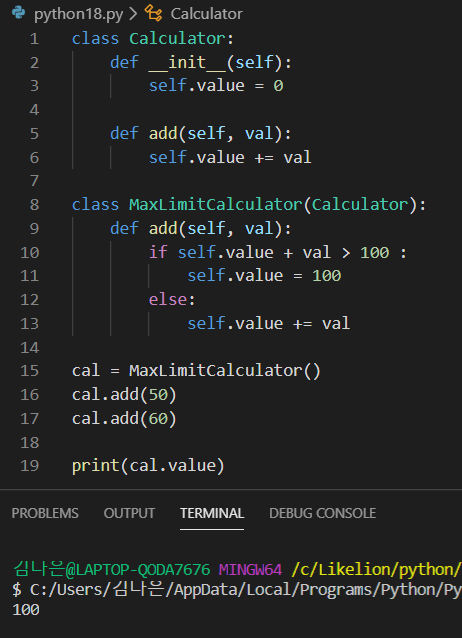 python18.py > Calculator
1 class Calculator:
2     def __init__(self):
3         self.value = 0
4
5     def add(self, val):
6         self.value += val
7
8 class MaxLimitCalculator(Calculator):
9     def add(self, val):
10         if self.value + val > 100 :
11             self.value = 100
12         else:
13             self.value += val
14
15 cal = MaxLimitCalculator()
16 cal.add(50)
17 cal.add(60)
18
19 print(cal.value)
PROBLEMS OUTPUT TERMINAL DEBUG CONSOLE
김나은@LAPTOP-QODA7676 MINGW64 /c/Likelion/python/
$ C:/Users/김나은/AppData/Local/Programs/Python/Py
100